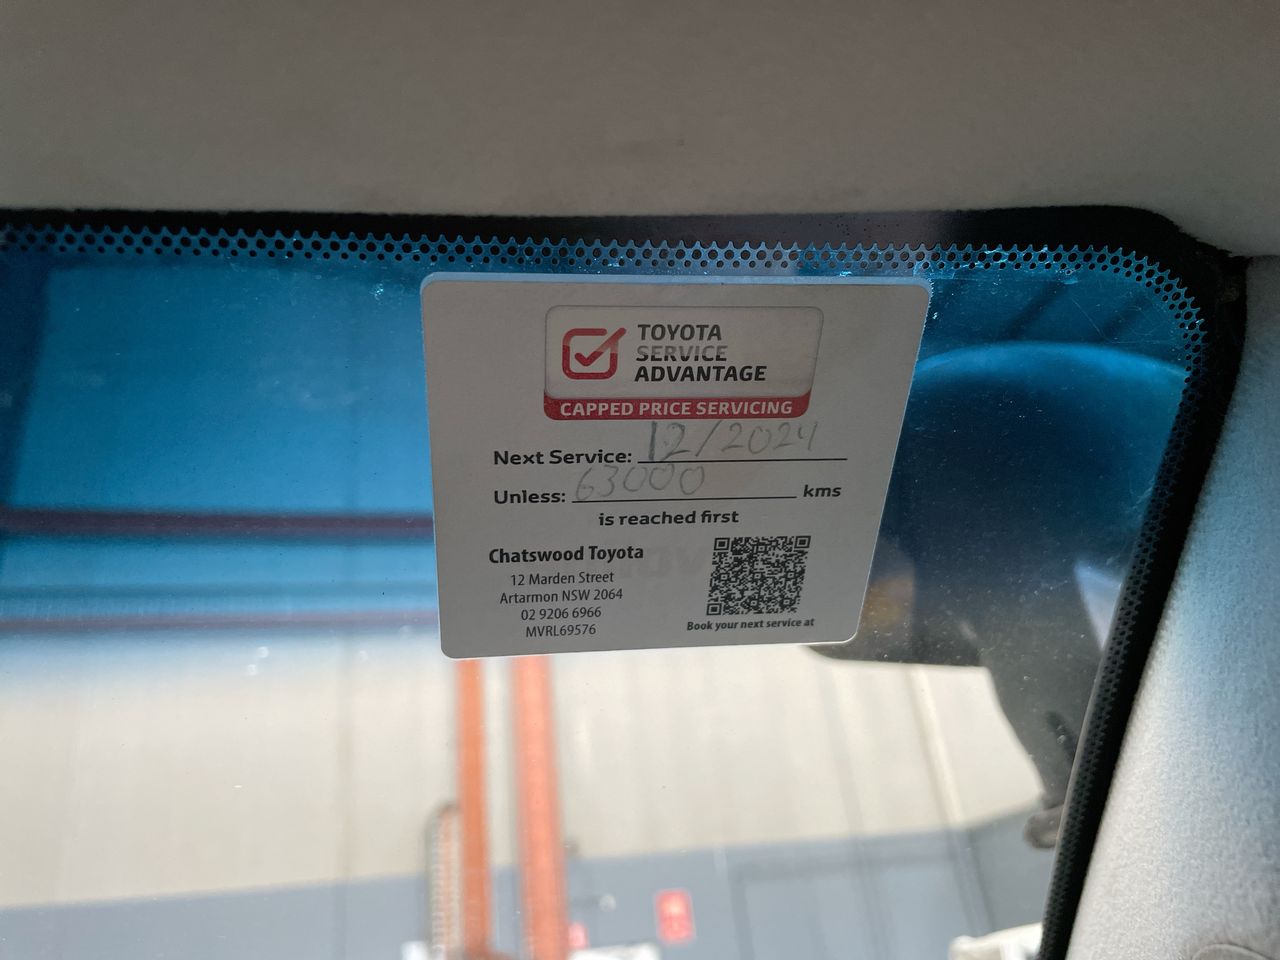 TOYOTA
SERVICE
ADVANTAGE
CAPPED PRICE SERVICING
Next Service: 12/2024
Unless: 63000 kms
is reached first
Chatswood Toyota
12 Marden Street
Artarmon NSW 2064
02 9206 6966
MVRL69576
Book your next service at